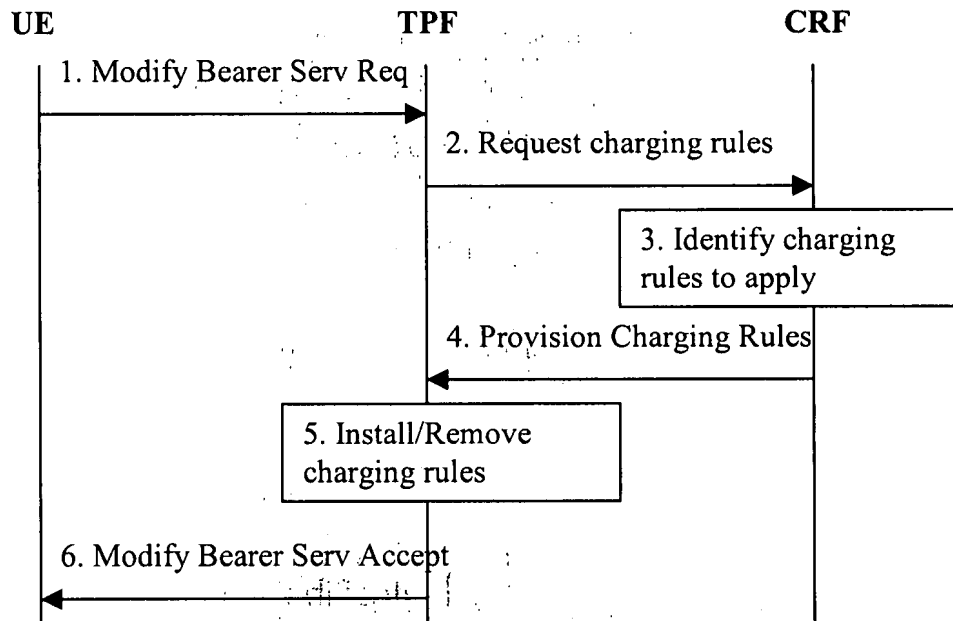 UE TPF CRF
1. Modify Bearer Serv Req
2. Request charging rules
3. Identify charging
rules to apply
4. Provision Charging Rules
5. Install/Remove
charging rules
6. Modify Bearer Serv Accept